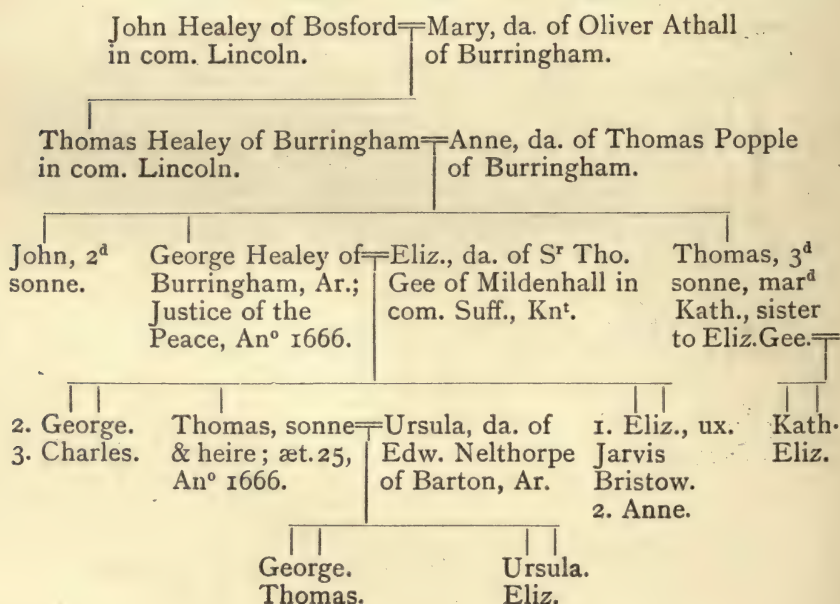 John Healey of Bosford=Mary, da. of Oliver Athall
in com. Lincoln.
of Burringham.
Thomas Healey of Burringham=Anne, da. of Thomas Popple
in com. Lincoln.
of Burringham.
John, 2ᵈ
sonne.
George Healey of=Eliz., da. of Sʳ Tho.
Burringham, Ar.;
Justice of the
Peace, Anº 1666.
Gee of Mildenhall in
com. Suff., Knᵗ.
Thomas, 3ᵈ
sonne, marᵈ
Kath., sister
to Eliz. Gee.=
2. George.
3. Charles.
Thomas, sonne=Ursula, da. of
& heire; æt. 25,
Anº 1666.
Edw. Nelthorpe
of Barton, Ar.
1. Eliz., ux.
Jarvis
Bristow.
2. Anne.
Kath.
Eliz.
George.
Thomas.
Ursula.
Eliz.